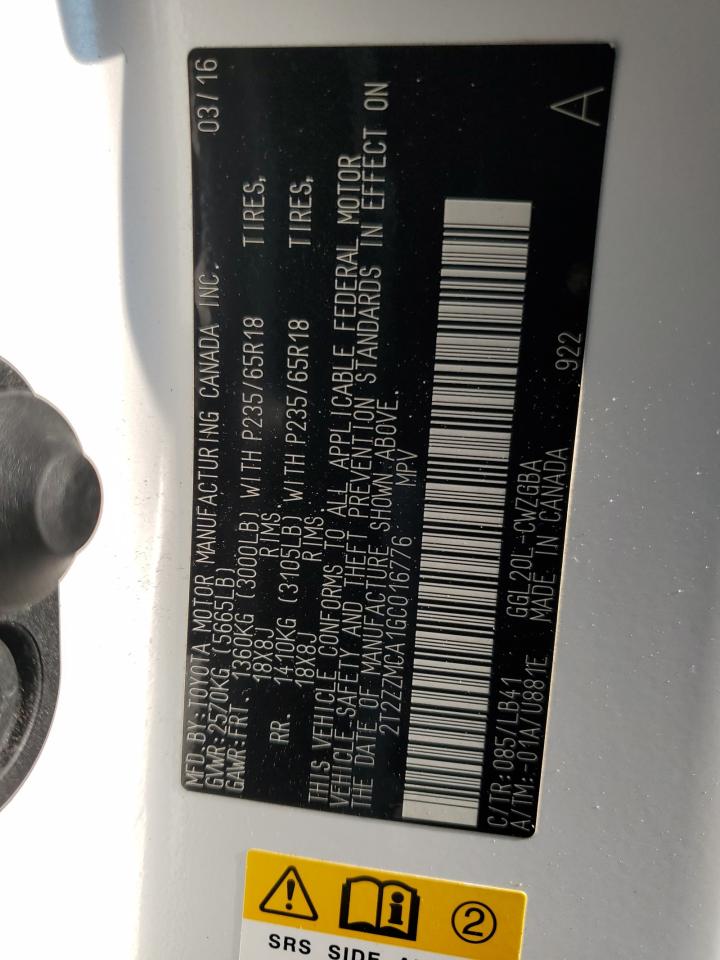 MFD.BY:TOYOTA MOTOR MANUFACTURING CANADA INC. 03/16
GVWR:2570KG (5665LB)
GAWR:FRT. 1360KG (3000LB) WITH P235/65R18 TIRES,
18X8J RIMS.
RR. 1410KG (3105LB) WITH P235/65R18 TIRES,
18X8J RIMS.
THIS VEHICLE CONFORMS TO ALL APPLICABLE FEDERAL MOTOR
VEHICLE SAFETY AND THEFT PREVENTION STANDARDS IN EFFECT ON
THE DATE OF MANUFACTURE SHOWN ABOVE.
2T2ZZMCA1GC016776 MPV
C/TR:085/LB41 GGL20L-CWZGBA
A/TM:-01A/U881E MADE IN CANADA 922 A
2
SRS SIDE